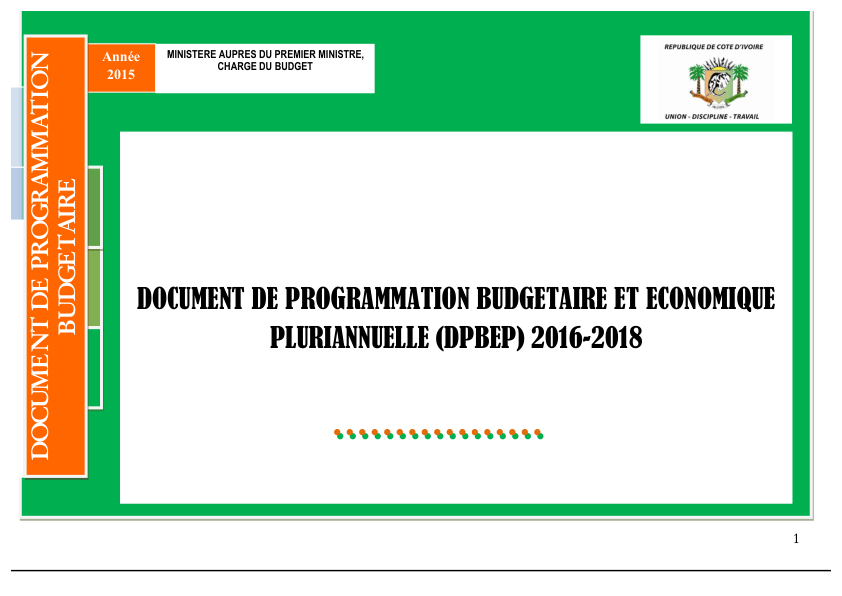 Année
2015
MINISTERE AUPRES DU PREMIER MINISTRE,
CHARGE DU BUDGET
REPUBLIQUE DE COTE D'IVOIRE
UNION - DISCIPLINE - TRAVAIL
DOCUMENT DE PROGRAMMATION
BUDGETAIRE
DOCUMENT DE PROGRAMMATION BUDGETAIRE ET ECONOMIQUE
PLURIANNUELLE (DPBEP) 2016-2018
1